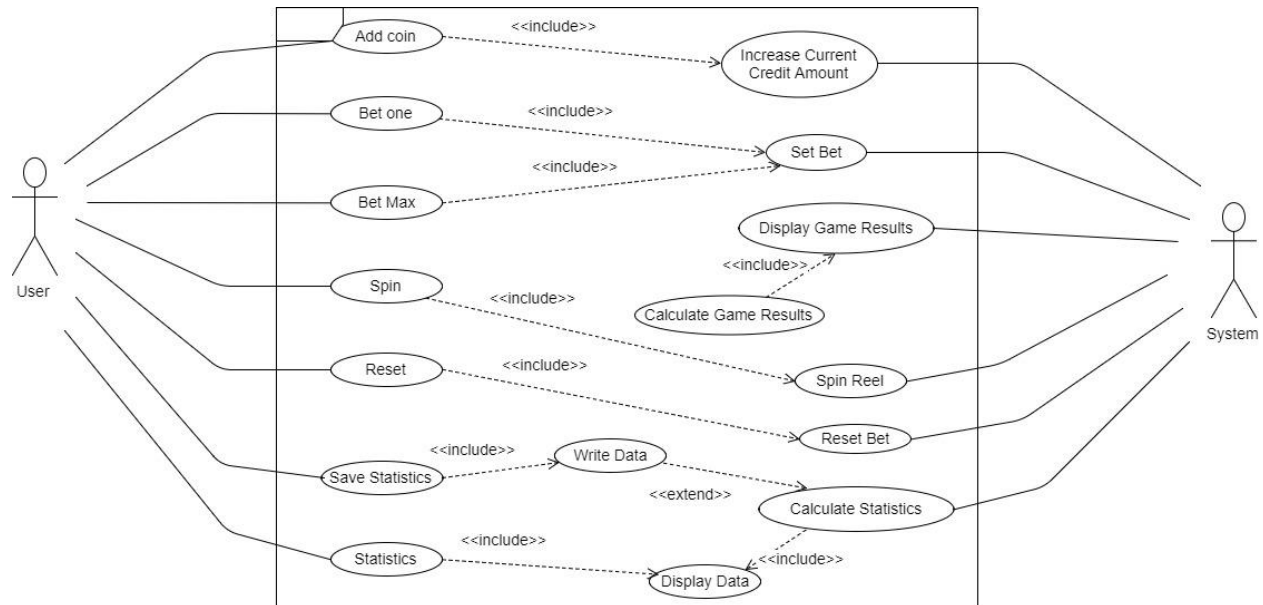 <<include>>
Add coin
Increase Current
Credit Amount
Bet one
<<include>>
Set Bet
<<include>>
Bet Max
Display Game Results
<<include>>
User
Spin
<<include>>
Calculate Game Results
System
Reset
<<include>>
Spin Reel
Reset Bet
<<include>>
Write Data
Save Statistics
<<extend>>
Calculate Statistics
<<include>>
Statistics
<<include>>
Display Data